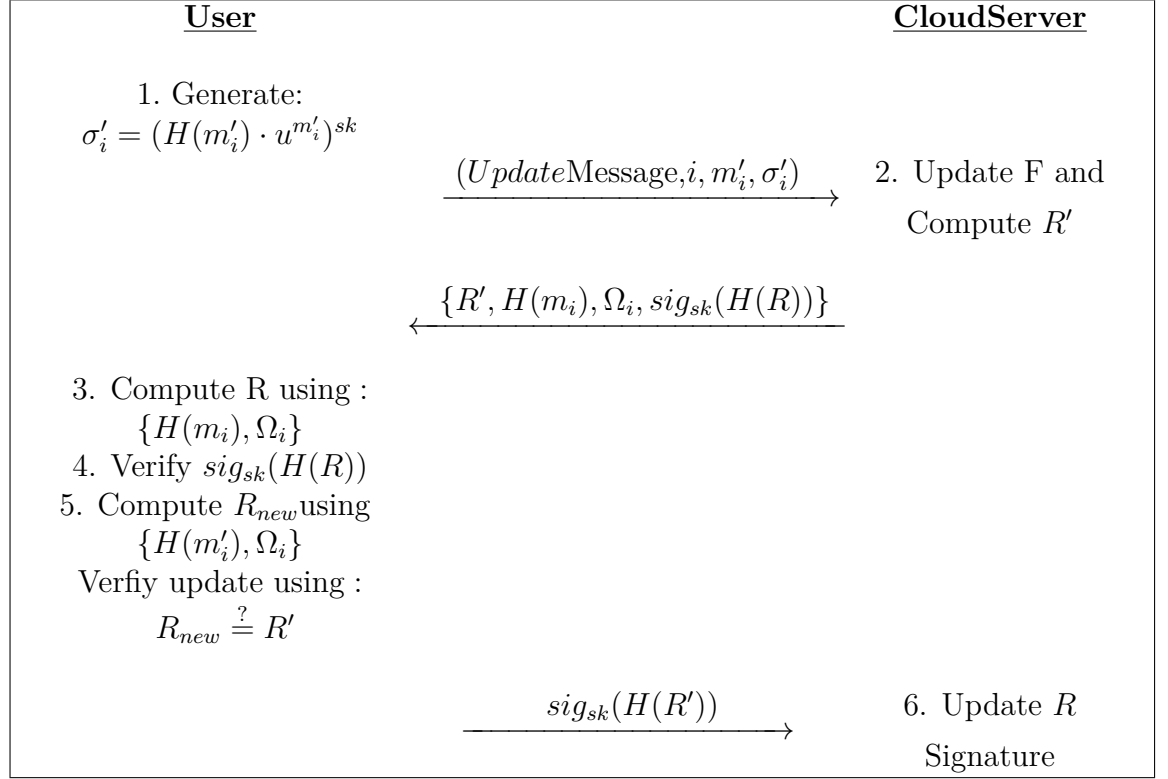 User CloudServer
1. Generate:
σ′ᵢ = (H(m′ᵢ) · u^{m′ᵢ})^{sk}
(UpdateMessage,i, m′ᵢ, σ′ᵢ) 2. Update F and
Compute R′
{R′, H(mᵢ), Ωᵢ, sig_{sk}(H(R))}
3. Compute R using :
{H(mᵢ), Ωᵢ}
4. Verify sig_{sk}(H(R))
5. Compute R_{new}using
{H(m′ᵢ), Ωᵢ}
Verfiy update using :
R_{new} ≟ R′
sig_{sk}(H(R′)) 6. Update R
Signature